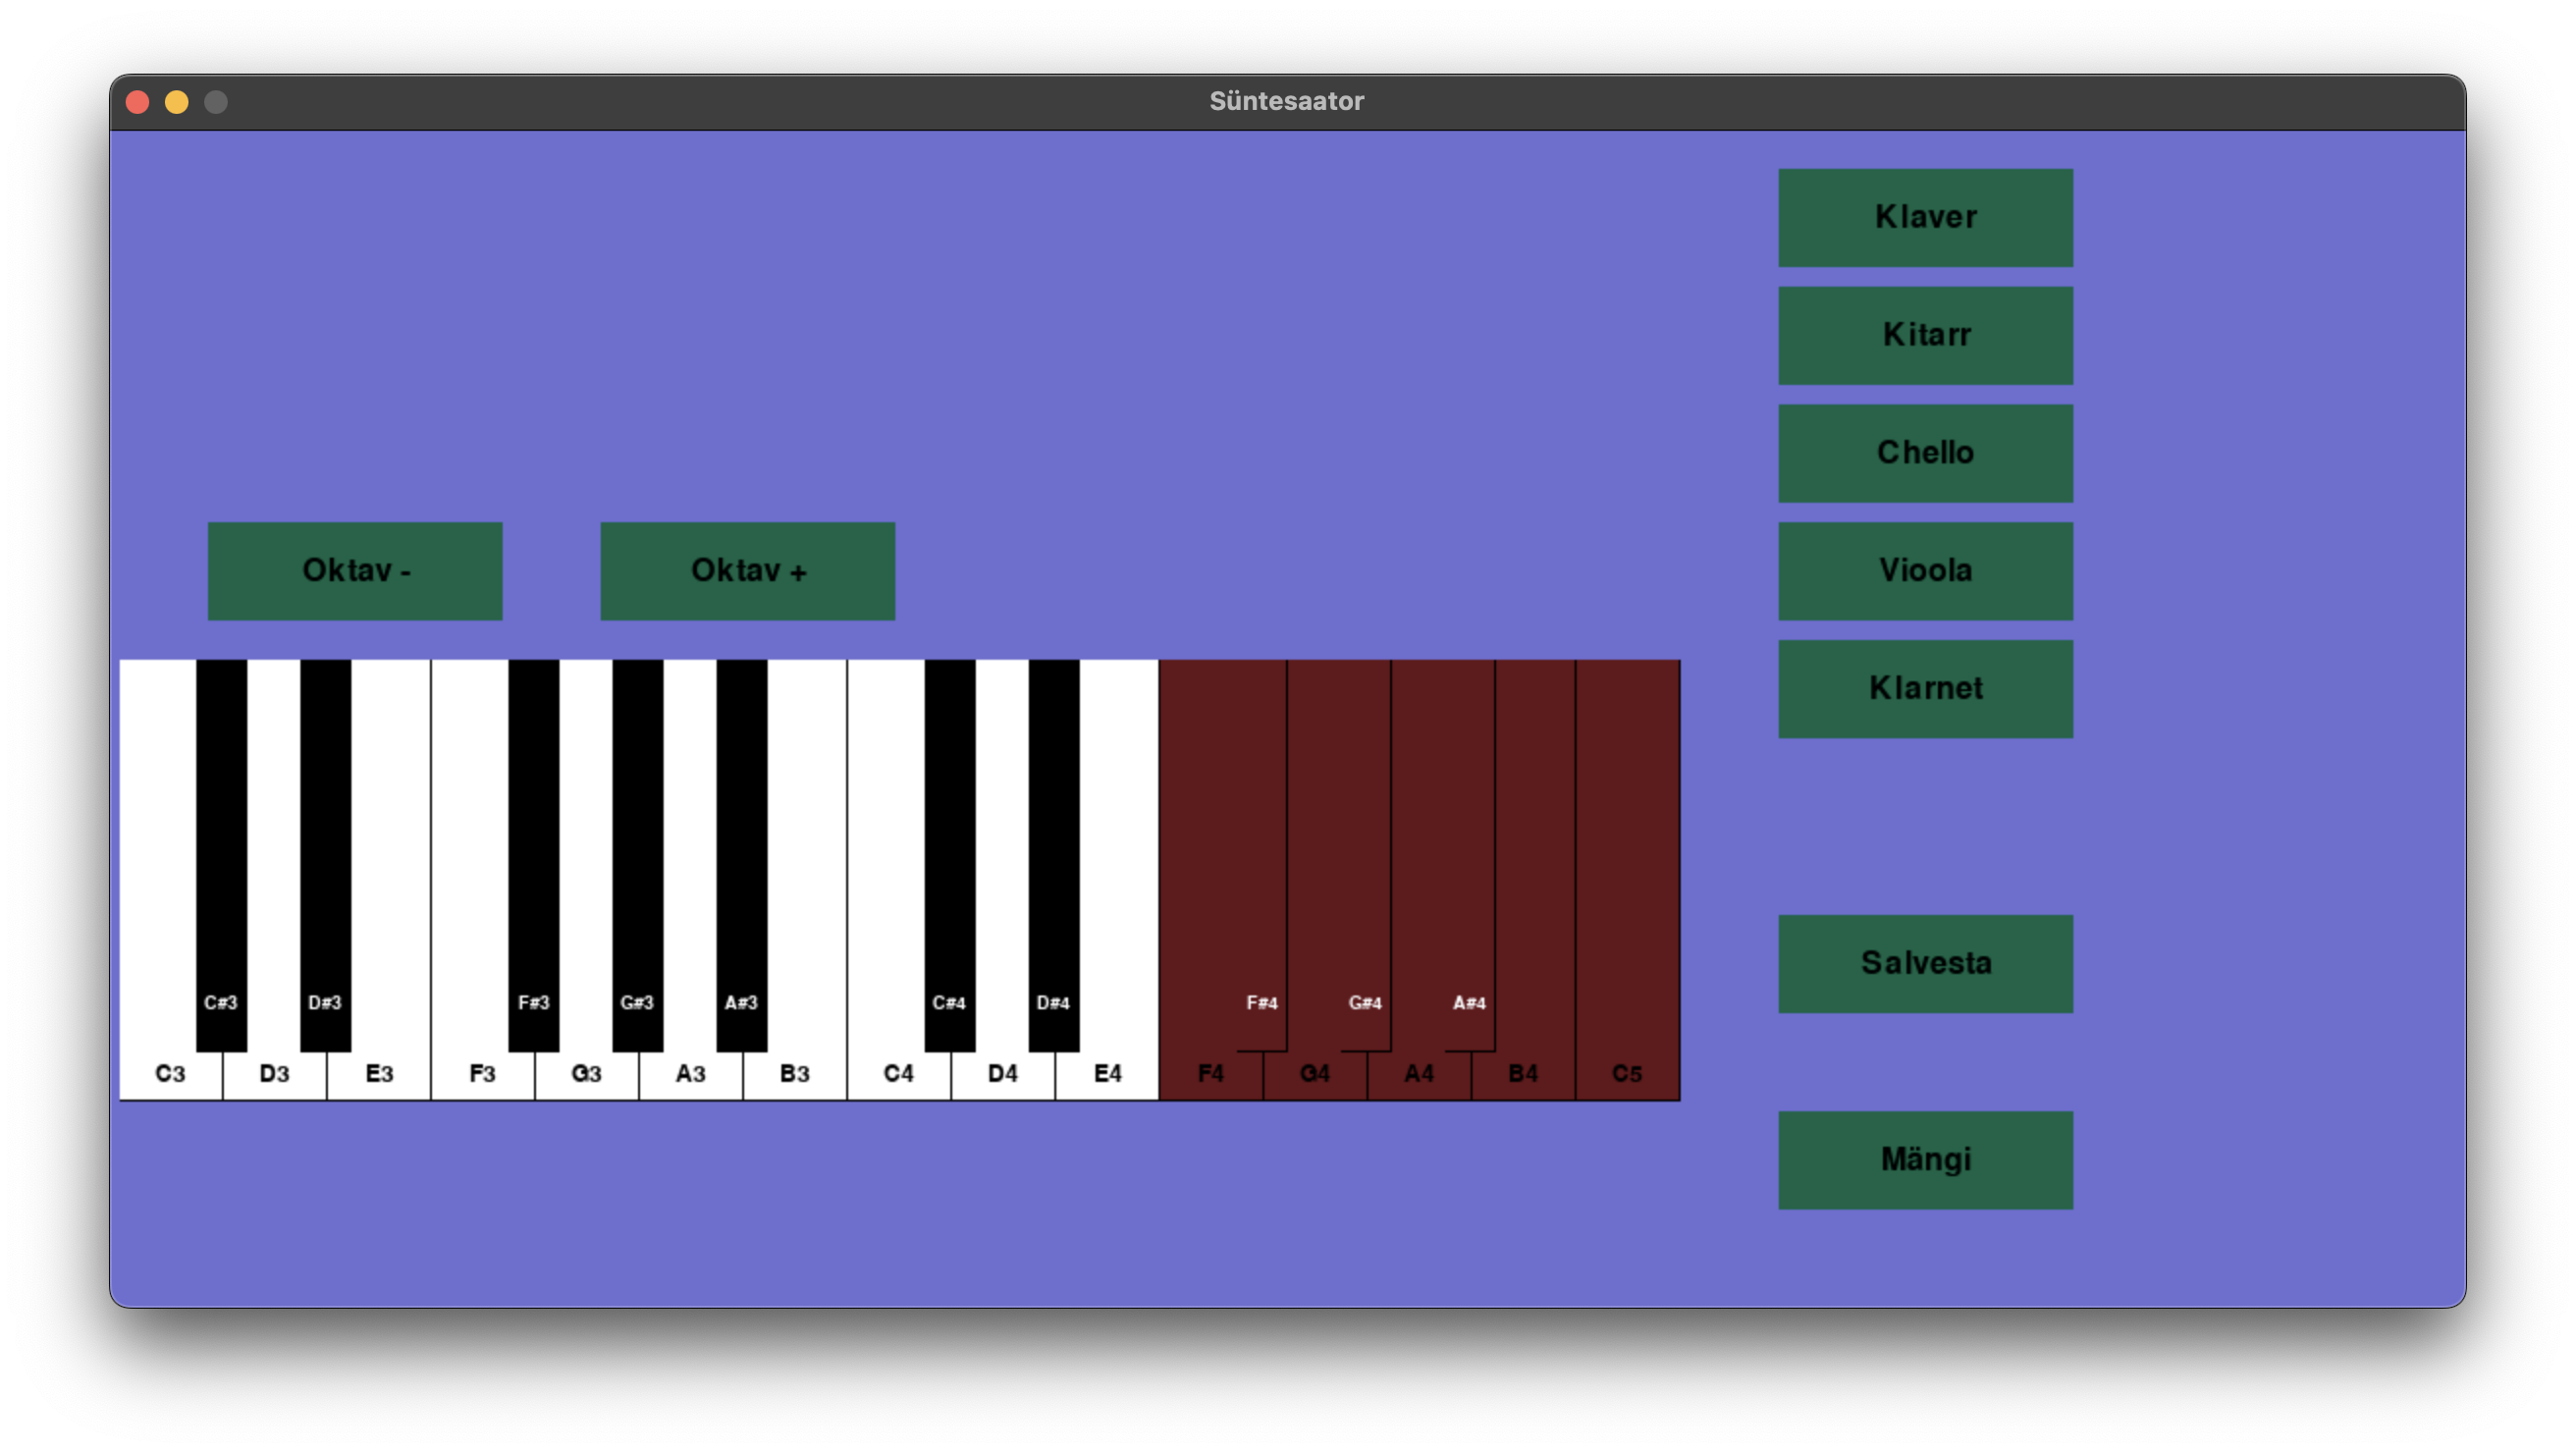 Süntesaator
Klaver
Kitarr
Chello
Vioola
Klarnet
Oktav -
Oktav +
C#3 D#3 F#3 G#3 A#3 C#4 D#4 F#4 G#4 A#4
C3 D3 E3 F3 G3 A3 B3 C4 D4 E4 F4 G4 A4 B4 C5
Salvesta
Mängi